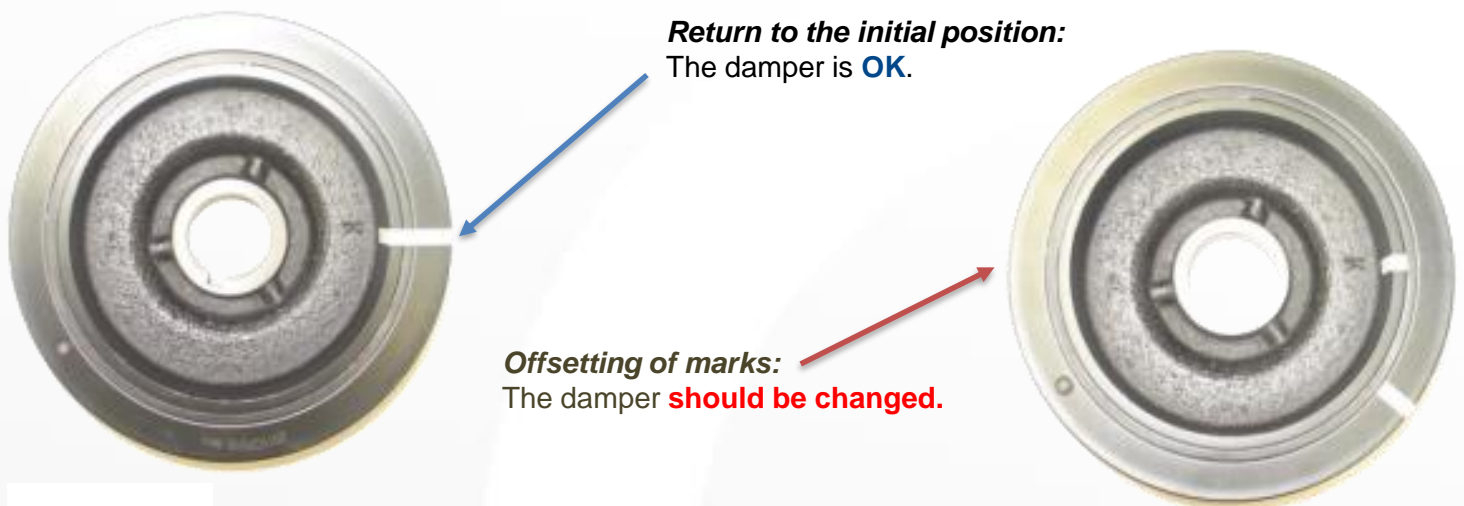 Return to the initial position:
The damper is OK.
K
K
Offsetting of marks:
The damper should be changed.